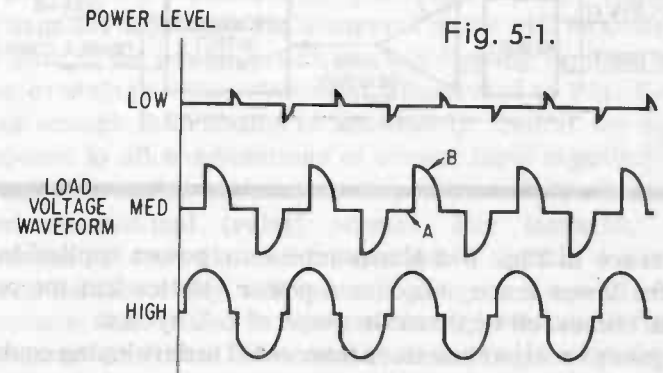 POWER LEVEL
Fig. 5-1.
LOW
B
LOAD
VOLTAGE MED
WAVEFORM
A
HIGH